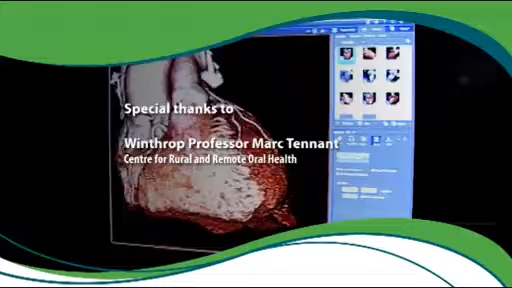 Special thanks to
Winthrop Professor Marc Tennant
Centre for Rural and Remote Oral Health